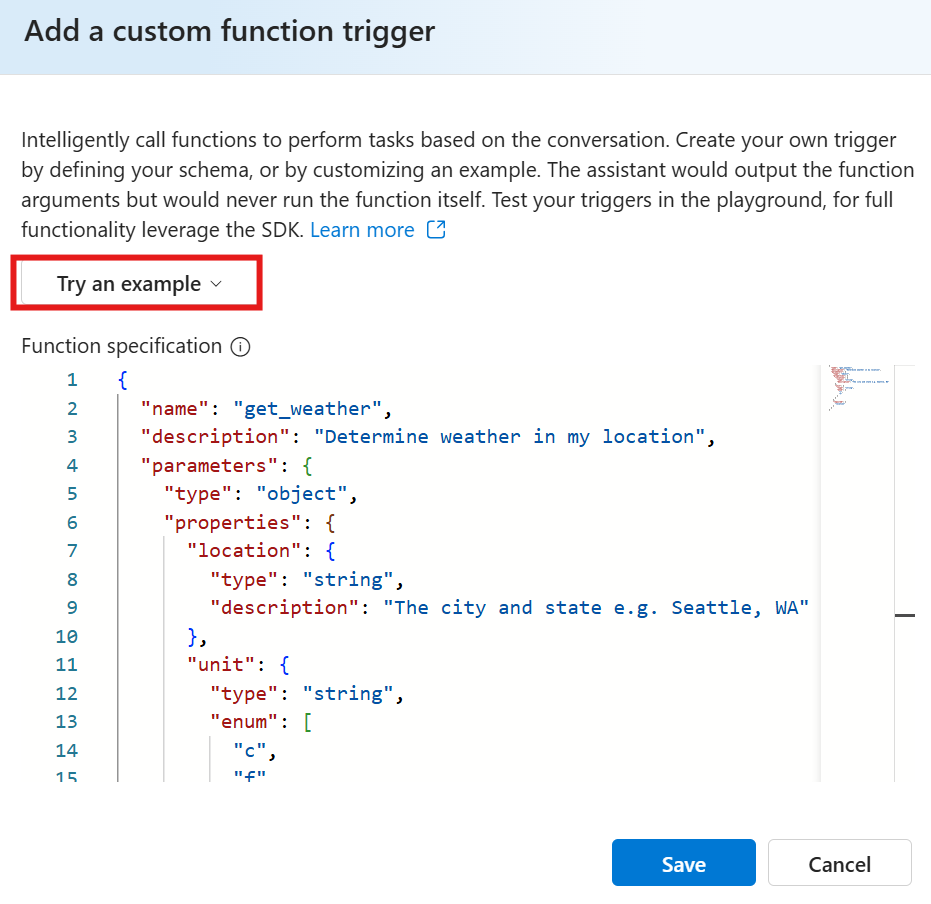 Add a custom function trigger
Intelligently call functions to perform tasks based on the conversation. Create your own trigger
by defining your schema, or by customizing an example. The assistant would output the function
arguments but would never run the function itself. Test your triggers in the playground, for full
functionality leverage the SDK. Learn more
Try an example
Function specification
1 {
2 "name": "get_weather",
3 "description": "Determine weather in my location",
4 "parameters": {
5 "type": "object",
6 "properties": {
7 "location": {
8 "type": "string",
9 "description": "The city and state e.g. Seattle, WA"
10 },
11 "unit": {
12 "type": "string",
13 "enum": [
14 "c",
15 "f"
Save Cancel